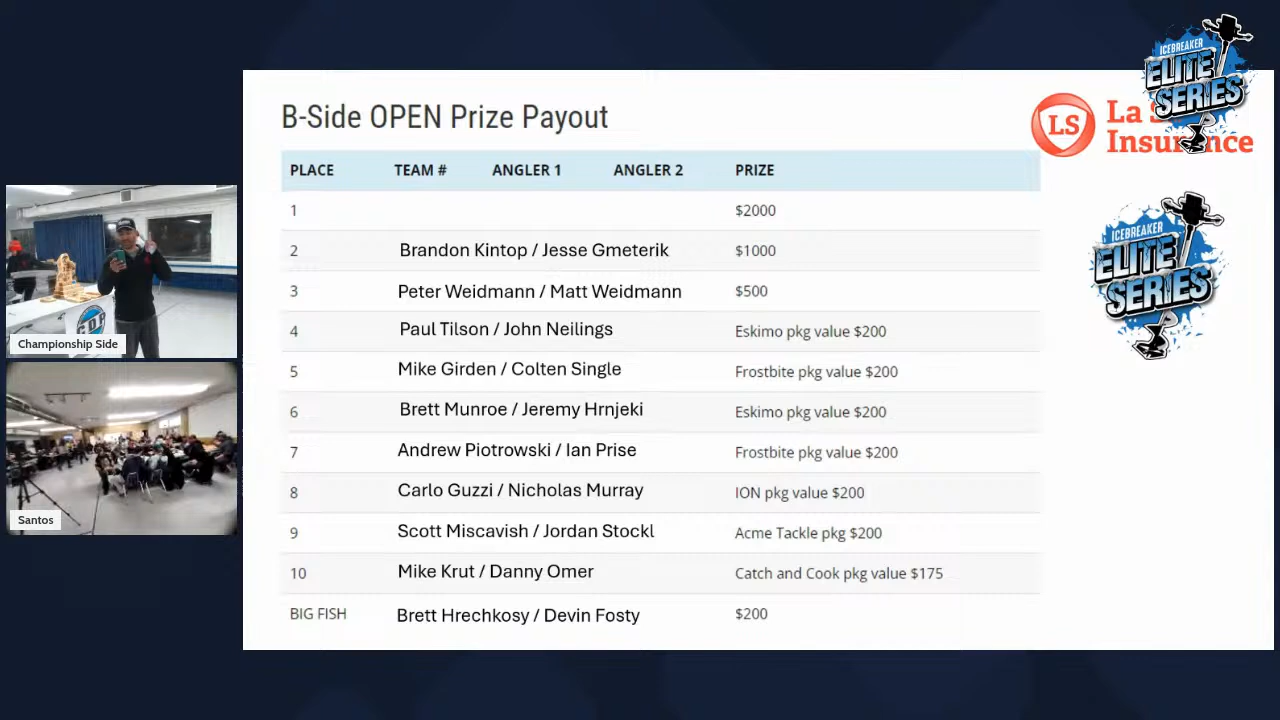 ICEBREAKER
ELITE
SERIES
B-Side OPEN Prize Payout
LS
La
Insurance
PLACE TEAM # ANGLER 1 ANGLER 2 PRIZE
1 $2000
2 Brandon Kintop / Jesse Gmeterik $1000
3 Peter Weidmann / Matt Weidmann $500
4 Paul Tilson / John Neilings Eskimo pkg value $200
5 Mike Girden / Colten Single Frostbite pkg value $200
6 Brett Munroe / Jeremy Hrnjeki Eskimo pkg value $200
7 Andrew Piotrowski / Ian Prise Frostbite pkg value $200
8 Carlo Guzzi / Nicholas Murray ION pkg value $200
9 Scott Miscavish / Jordan Stockl Acme Tackle pkg $200
10 Mike Krut / Danny Omer Catch and Cook pkg value $175
BIG FISH Brett Hrechkosy / Devin Fosty $200
ICEBREAKER
ELITE
SERIES
Championship Side
Santos